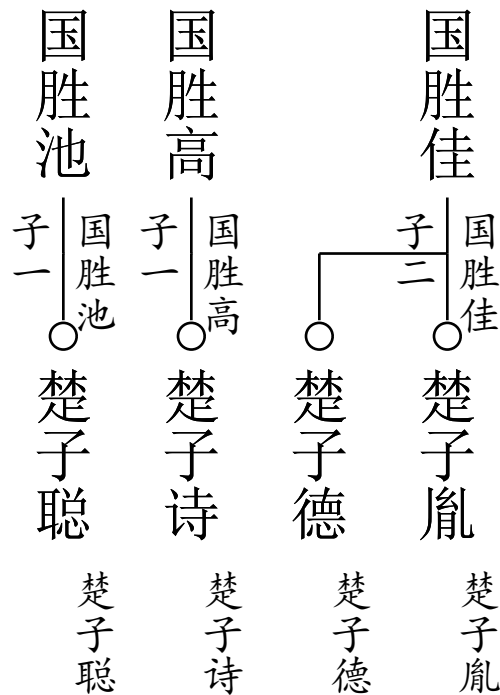 国胜佳
国胜高
国胜池
国胜佳
子二
国胜高
子一
国胜池
子一
楚子胤
楚子德
楚子诗
楚子聪
楚子胤
楚子德
楚子诗
楚子聪